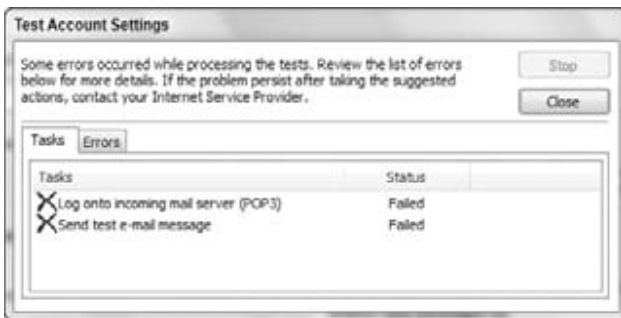 Test Account Settings
Some errors occurred while processing the tests. Review the list of errors
below for more details. If the problem persist after taking the suggested
actions, contact your Internet Service Provider.
Stop
Close
Tasks Errors
Tasks Status
Log onto incoming mail server (POP3) Failed
Send test e-mail message Failed